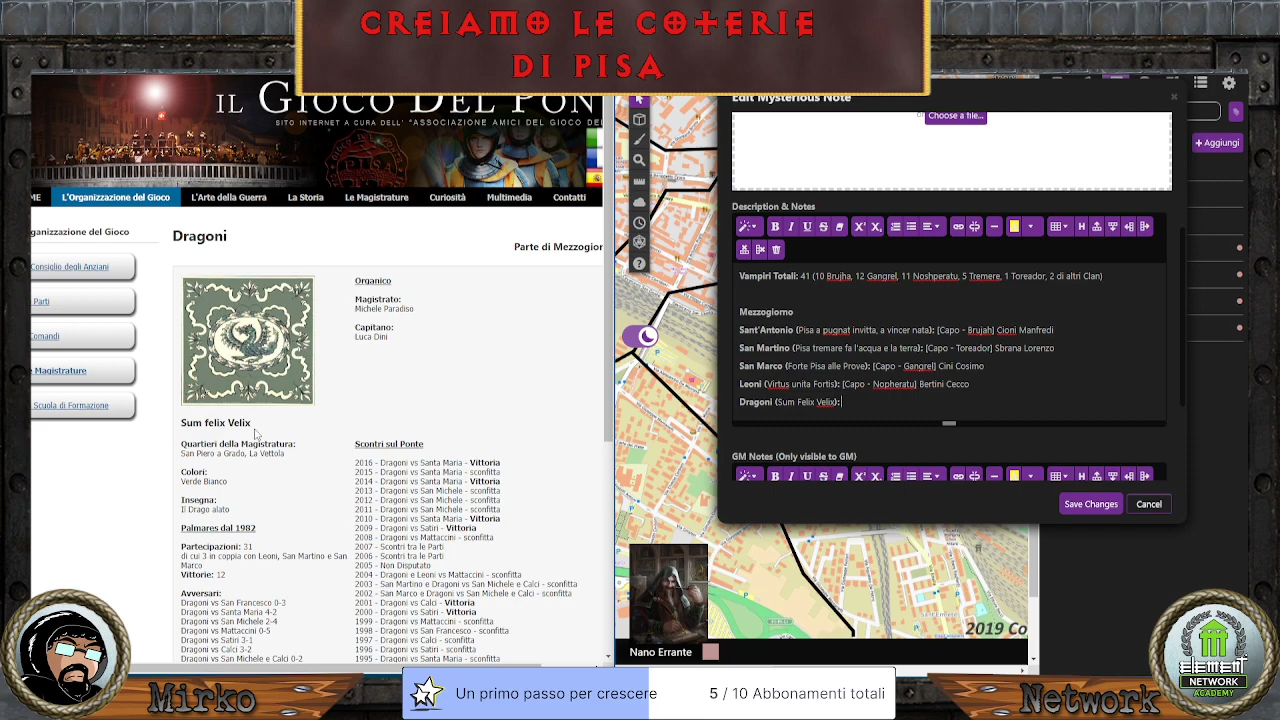 CREIAMO LE COTERIE
DI PISA
IL GIOCO DEL PON
SITO INTERNET A CURA DELL' "ASSOCIAZIONE AMICI DEL GIOCO DE
ME
L'Organizzazione del Gioco
L'Arte della Guerra
La Storia
Le Magistrature
Curiosità
Multimedia
Contatti
ganizzazione del Gioco
Consiglio degli Anziani
Parti
Comandi
Magistrature
Scuola di Formazione
Dragoni
Parte di Mezzogior
Organico
Magistrato:
Michele Paradiso
Capitano:
Luca Dini
Sum felix Velix
Quartieri della Magistratura:
San Piero a Grado, La Vettola
Colori:
Verde Bianco
Insegna:
Il Drago alato
Palmares dal 1982
Partecipazioni: 31
di cui 3 in coppia con Leoni, San Martino e San
Marco
Vittorie: 12
Avversari:
Dragoni vs San Francesco 0-3
Dragoni vs Santa Maria 4-2
Dragoni vs San Michele 2-4
Dragoni vs Mattaccini 0-5
Dragoni vs Satiri 3-1
Dragoni vs Calci 3-2
Dragoni vs San Michele e Calci 0-2
Scontri sul Ponte
2016 - Dragoni vs Santa Maria - Vittoria
2015 - Dragoni vs Santa Maria - sconfitta
2014 - Dragoni vs Santa Maria - Vittoria
2013 - Dragoni vs San Michele - sconfitta
2012 - Dragoni vs San Michele - sconfitta
2011 - Dragoni vs San Michele - sconfitta
2010 - Dragoni vs Santa Maria - Vittoria
2009 - Dragoni vs Satiri - Vittoria
2008 - Dragoni vs Mattaccini - sconfitta
2007 - Scontri tra le Parti
2006 - Scontri tra le Parti
2005 - Non Disputato
2004 - Dragoni e Leoni vs Mattaccini - sconfitta
2003 - San Martino e Dragoni vs San Michele e Calci - sconfitta
2002 - San Marco e Dragoni vs San Michele e Calci - sconfitta
2001 - Dragoni vs Calci - Vittoria
2000 - Dragoni vs Satiri - Vittoria
1999 - Dragoni vs Mattaccini - sconfitta
1998 - Dragoni vs San Francesco - sconfitta
1997 - Dragoni vs Calci - sconfitta
1996 - Dragoni vs Satiri - sconfitta
1995 - Dragoni vs Santa Maria - sconfitta
Edit Mysterious Note
or
Choose a file...
+ Aggiungi
Description & Notes
Vampiri Totali: 41 (10 Brujha, 12 Gangrel, 11 Noshperatu, 5 Tremere, 1 Toreador, 2 di altri Clan)
Mezzogiorno
Sant'Antonio (Pisa a pugnat invitta, a vincer nata): [Capo - Brujah] Cioni Manfredi
San Martino (Pisa tremare fa l'acqua e la terra): [Capo - Toreador] Sbrana Lorenzo
San Marco (Forte Pisa alle Prove): [Capo - Gangrel] Cini Cosimo
Leoni (Virtus unita Fortis): [Capo - Nopheratu] Bertini Cecco
Dragoni (Sum Felix Velix):
GM Notes (Only visible to GM)
Save Changes
Cancel
2019 Co
Nano Errante
Mirko
Un primo passo per crescere
5 / 10 Abbonamenti totali
Network
ELEMENT
NETWORK
ACADEMY